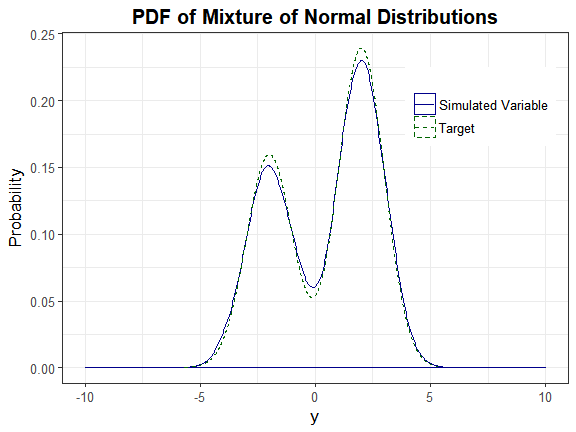 PDF of Mixture of Normal Distributions
0.25
0.20
0.15
0.10
0.05
0.00
Probability
Simulated Variable
Target
-10
-5
0
5
10
y